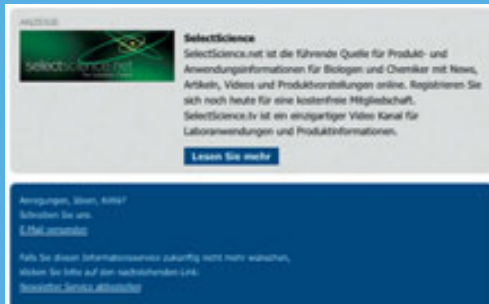 ANZEIGE
SelectScience
SelectScience.net ist die führende Quelle für Produkt- und
Anwendungsinformationen für Biologen und Chemiker mit News,
Artikeln, Videos und Produktvorstellungen online. Registrieren Sie
sich noch heute für eine kostenfreie Mitgliedschaft.
SelectScience.tv ist ein einzigartiger Video Kanal für
Laboranwendungen und Produktinformationen.
selectscience.net
Lesen Sie mehr
Anregungen, Ideen, Kritik?
Schreiben Sie uns:
E-Mail versenden
Falls Sie diesen Informationsservice zukünftig nicht mehr wünschen,
klicken Sie bitte auf den nachstehenden Link:
Newsletter Service abbestellen